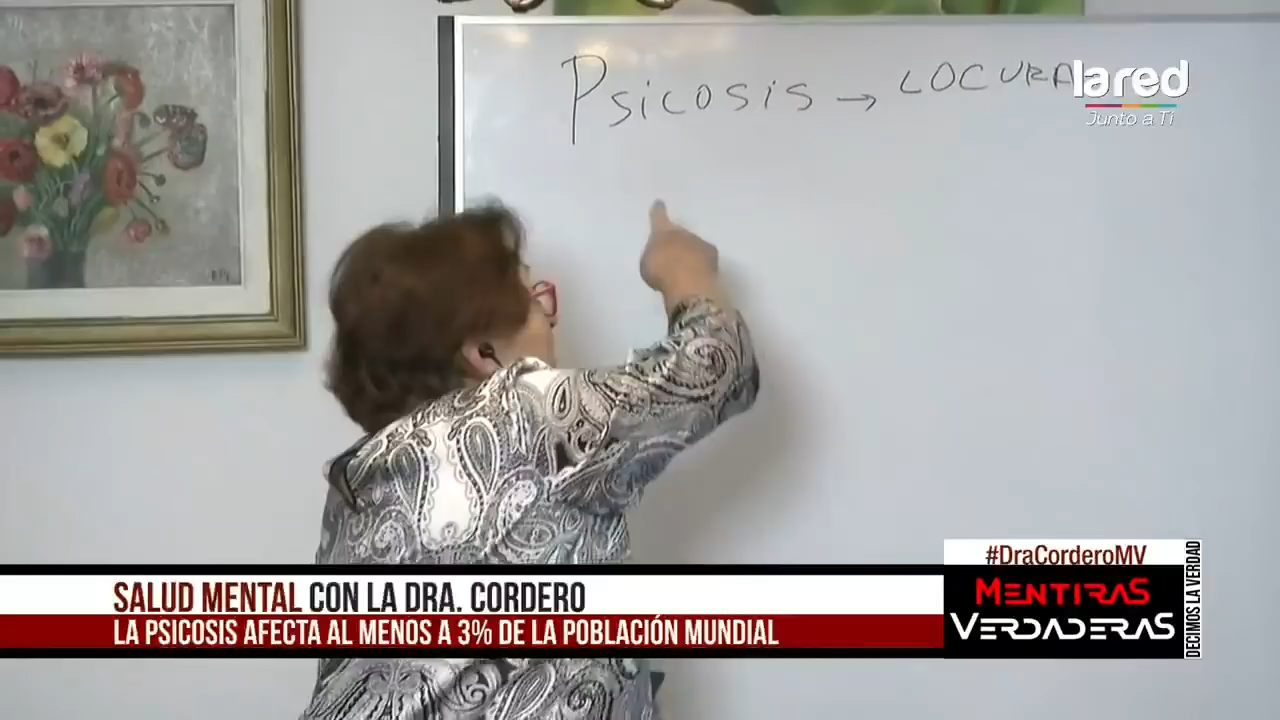 Psicosis → LOCURA
lared
Junto a Ti
#DraCorderoMV
SALUD MENTAL CON LA DRA. CORDERO
LA PSICOSIS AFECTA AL MENOS A 3% DE LA POBLACIÓN MUNDIAL
MENTIRAS
VERDADERAS
DECIMOS LA VERDAD